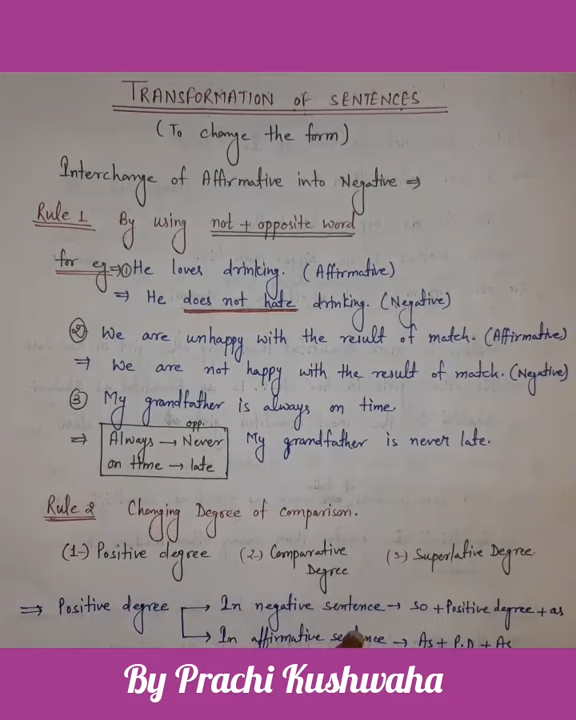 TRANSFORMATION OF SENTENCES
(To change the form)
Interchange of Affirmative into Negative ⇒
Rule 1 By using not + opposite word
for eg ⇒ ① He loves drinking. (Affirmative)
⇒ He does not hate drinking. (Negative)
② We are unhappy with the result of match. (Affirmative)
⇒ We are not happy with the result of match. (Negative)
③ My grandfather is always on time.
opp.
⇒ Always → Never My grandfather is never late.
on time → late
Rule 2 Changing Degree of comparison.
(1-) Positive degree (2-) Comparative Degree (3-) Superlative Degree
⇒ Positive degree → In negative sentence → so + Positive degree + as
→ In affirmative sentence → As + P.D + As
By Prachi Kushwaha